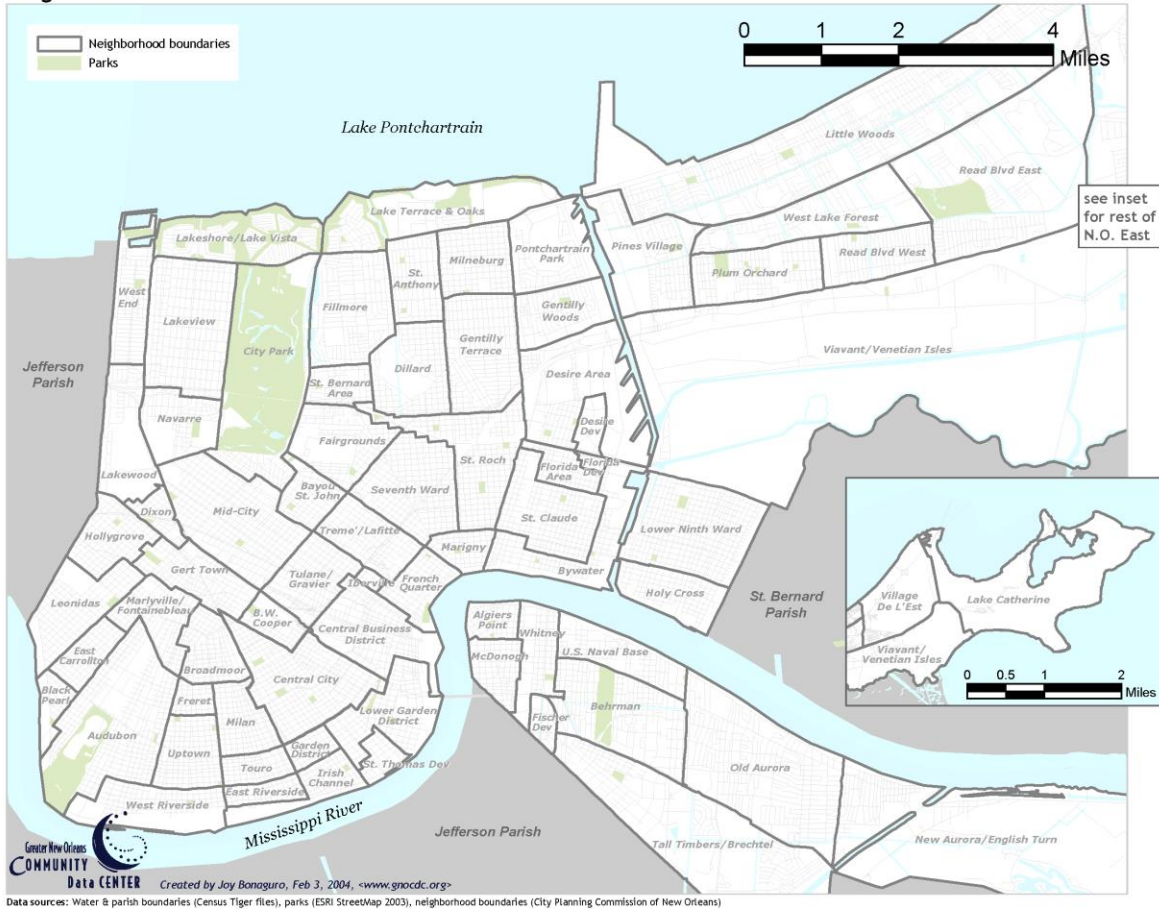 Neighborhood boundaries
Parks
0 1 2 4
Miles
Lake Pontchartrain
Little Woods
Read Blvd East
see inset
for rest of
N.O. East
Lake Terrace & Oaks
West Lake Forest
Lakeshore/Lake Vista
Pontchartrain
Park
Pines Village
Read Blvd West
Milneburg
St.
Anthony
Plum Orchard
West
End
Lakeview
Fillmore
Gentilly
Woods
City Park
Gentilly
Terrace
Viavant/Venetian Isles
Jefferson
Parish
Dillard
Desire Area
St. Bernard
Area
Navarre
Desire
Dev
Fairgrounds
St. Roch
Florida
Area
Florida
Dev
Lakewood
Bayou
St. John
Seventh Ward
Dixon
Mid-City
St. Claude
Lower Ninth Ward
Hollygrove
Treme'/Lafitte
Marigny
Gert Town
Tulane/
Gravier
Iberville
French
Quarter
Bywater
Holy Cross
St. Bernard
Parish
Village
De L'Est
Lake Catherine
Viavant/
Venetian Isles
0 0.5 1 2
Miles
Leonidas
Marlyville/
Fontainebleau
B.W.
Cooper
Central Business
District
Algiers
Point
Whitney
U.S. Naval Base
McDonogh
East
Carrollton
Broadmoor
Central City
Black
Pearl
Freret
Milan
Lower Garden
District
Fischer
Dev
Behrman
Audubon
Uptown
Garden
District
St. Thomas Dev
Touro
Irish
Channel
Old Aurora
East Riverside
West Riverside
Mississippi River
Jefferson Parish
Tall Timbers/Brechtel
New Aurora/English Turn
Greater New Orleans
COMMUNITY
Data CENTER
Created by Joy Bonaguro, Feb 3, 2004, <www.gnocdc.org>
Data sources: Water & parish boundaries (Census Tiger files), parks (ESRI StreetMap 2003), neighborhood boundaries (City Planning Commission of New Orleans)